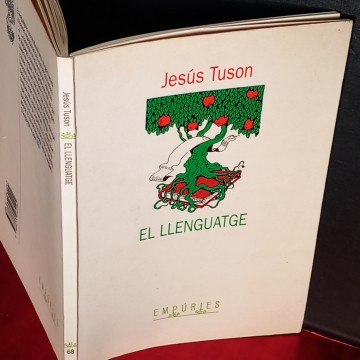 Jesús Tuson
EL LLENGUATGE
EMPÚRIES
Jesús Tuson
EL LLENGUATGE
68